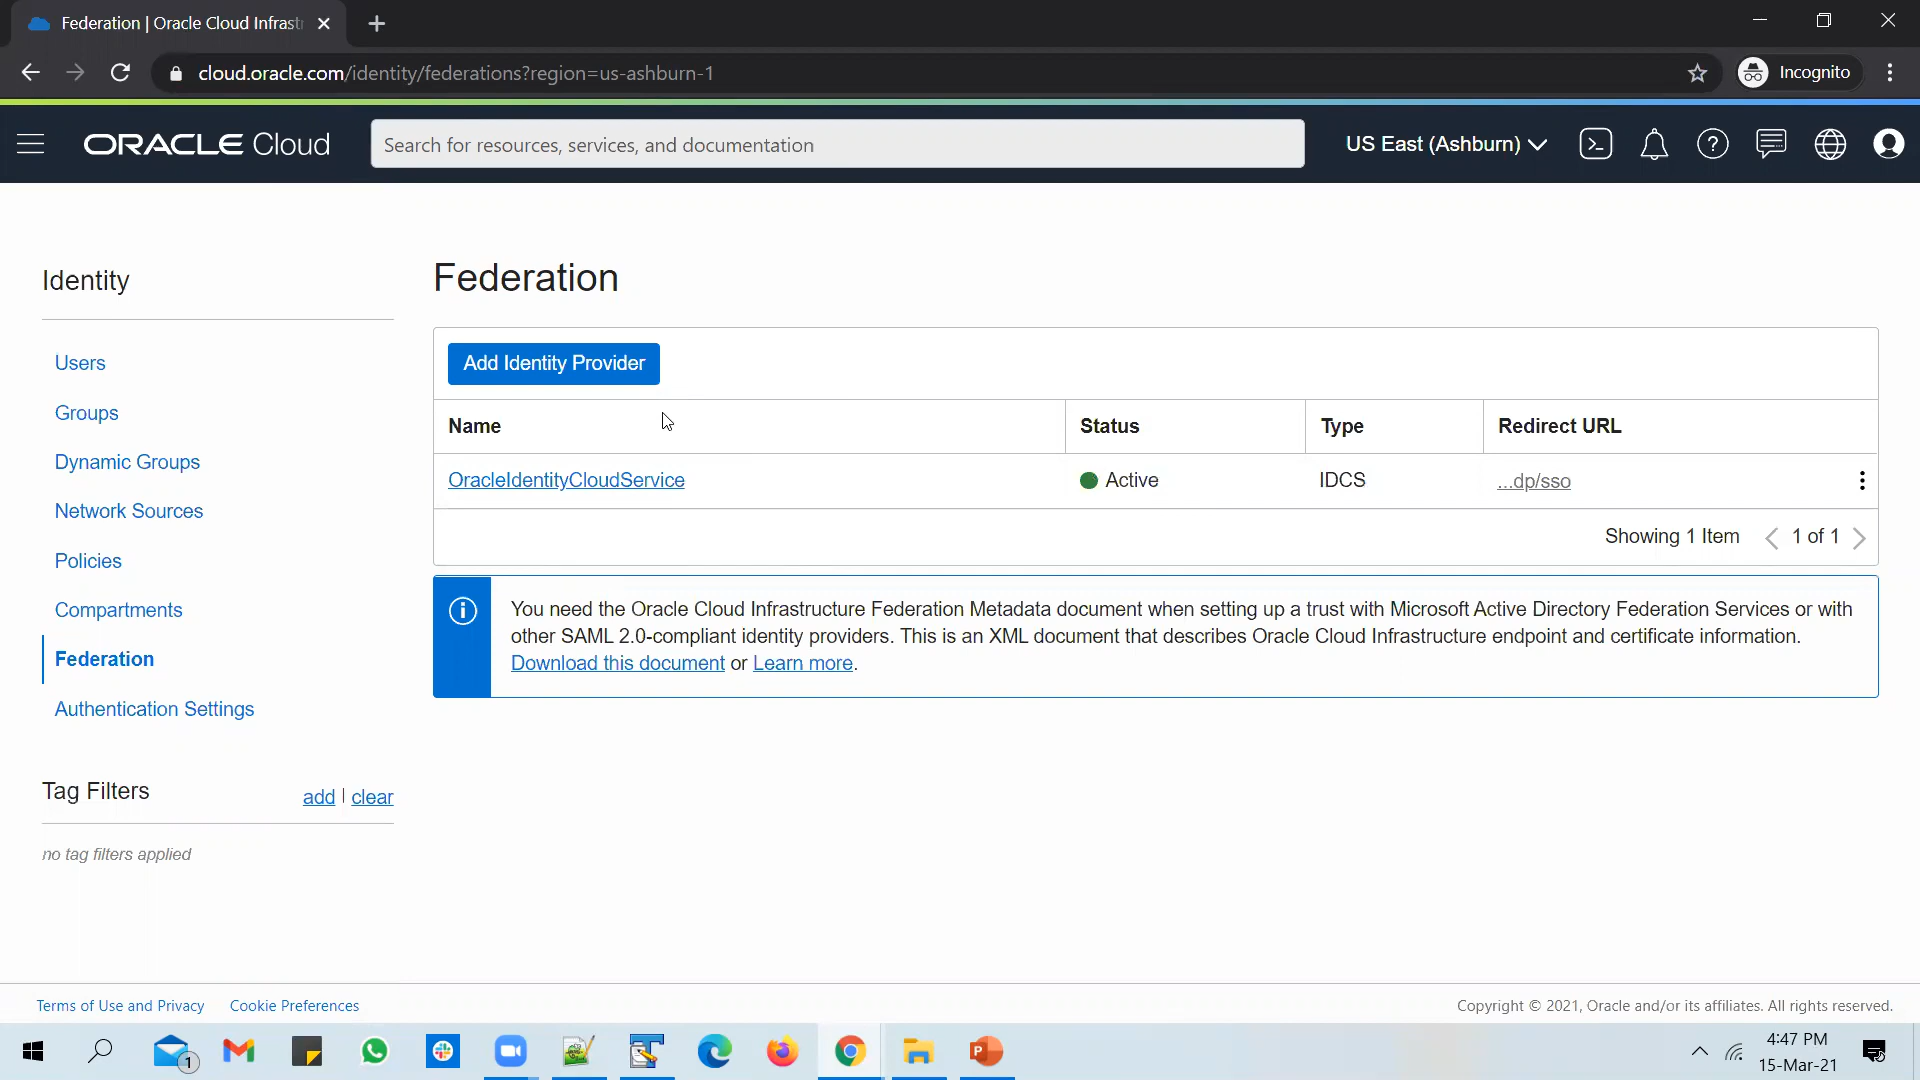 Federation | Oracle Cloud Infrast
cloud.oracle.com/identity/federations?region=us-ashburn-1
Incognito
ORACLE Cloud
Search for resources, services, and documentation
US East (Ashburn)
Identity
Users
Groups
Dynamic Groups
Network Sources
Policies
Compartments
Federation
Authentication Settings
Tag Filters
add | clear
no tag filters applied
Federation
Add Identity Provider
Name Status Type Redirect URL
OracleIdentityCloudService Active IDCS ...dp/sso
Showing 1 Item 1 of 1
You need the Oracle Cloud Infrastructure Federation Metadata document when setting up a trust with Microsoft Active Directory Federation Services or with
other SAML 2.0-compliant identity providers. This is an XML document that describes Oracle Cloud Infrastructure endpoint and certificate information.
Download this document or Learn more.
Terms of Use and Privacy Cookie Preferences
Copyright © 2021, Oracle and/or its affiliates. All rights reserved.
1
4:47 PM
15-Mar-21